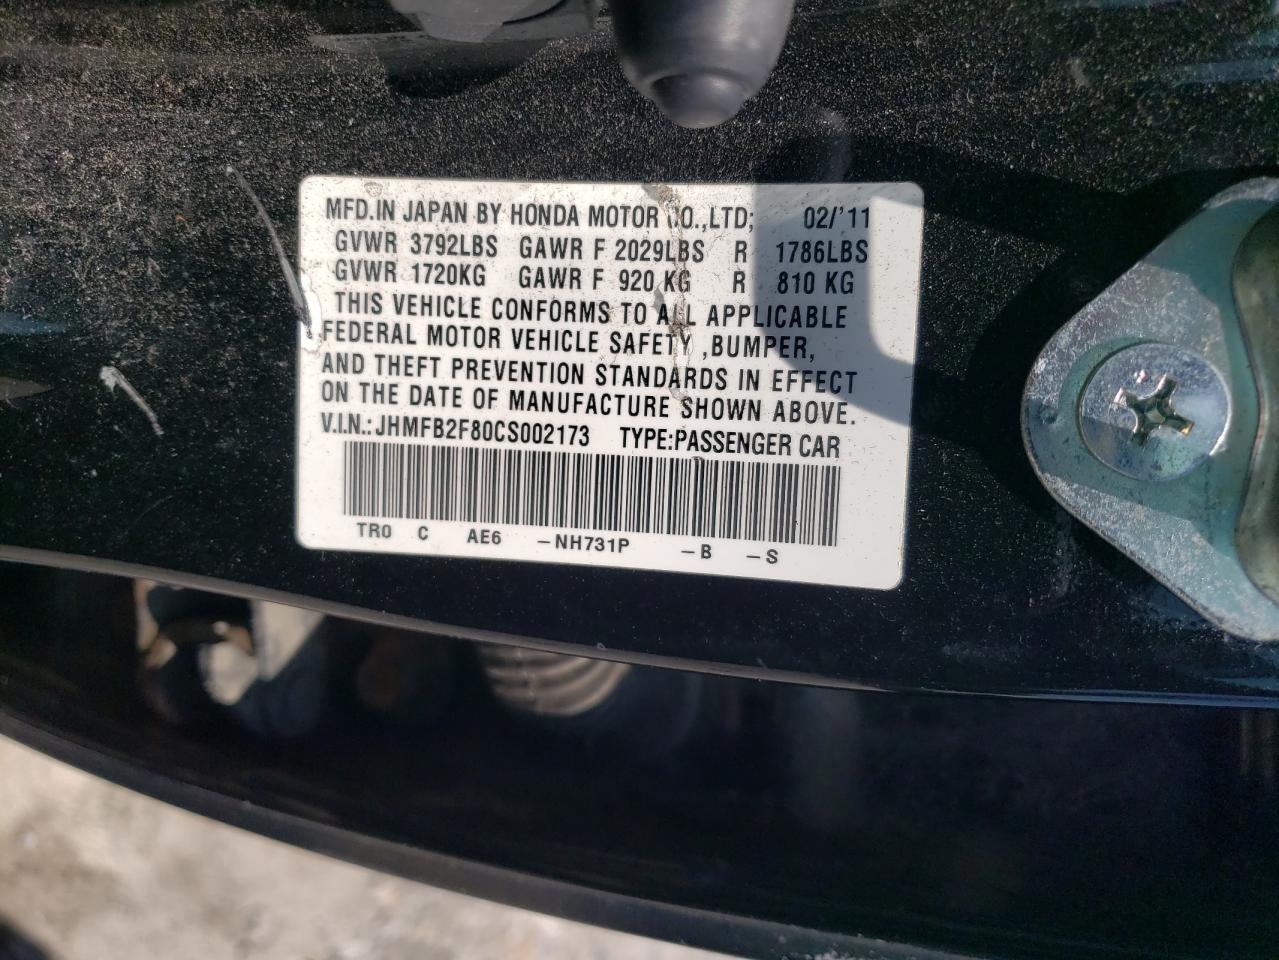 MFD.IN JAPAN BY HONDA MOTOR CO.,LTD; 02/'11
GVWR 3792LBS GAWR F 2029LBS R 1786LBS
GVWR 1720KG GAWR F 920 KG R 810 KG
THIS VEHICLE CONFORMS TO ALL APPLICABLE
FEDERAL MOTOR VEHICLE SAFETY ,BUMPER,
AND THEFT PREVENTION STANDARDS IN EFFECT
ON THE DATE OF MANUFACTURE SHOWN ABOVE.
V.I.N.:JHMFB2F80CS002173 TYPE:PASSENGER CAR
TR0 C AE6 –NH731P –B –S